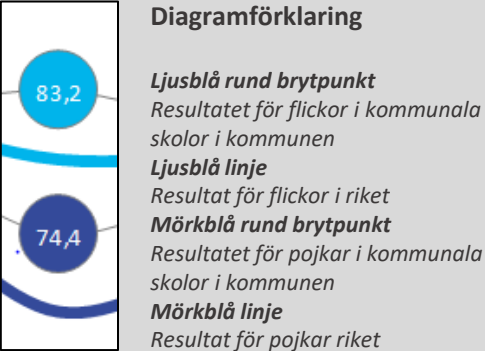 83,2
74,4
Diagramförklaring
Ljusblå rund brytpunkt
Resultatet för flickor i kommunala
skolor i kommunen
Ljusblå linje
Resultat för flickor i riket
Mörkblå rund brytpunkt
Resultatet för pojkar i kommunala
skolor i kommunen
Mörkblå linje
Resultat för pojkar riket